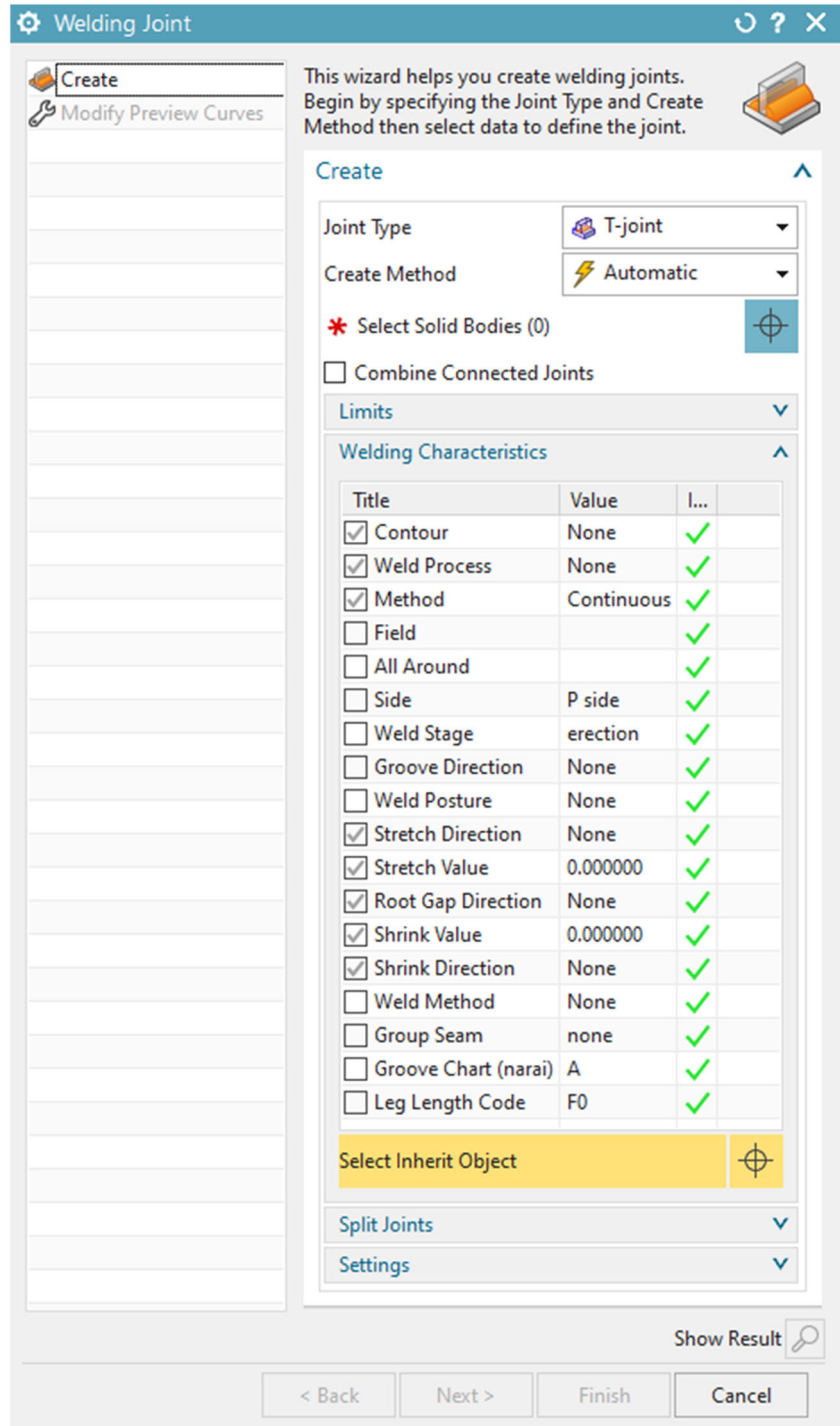 Welding Joint
Create
Modify Preview Curves
This wizard helps you create welding joints.
Begin by specifying the Joint Type and Create
Method then select data to define the joint.
Create
Joint Type T-joint
Create Method Automatic
* Select Solid Bodies (0)
Combine Connected Joints
Limits
Welding Characteristics
Title Value I...
Contour None
Weld Process None
Method Continuous
Field
All Around
Side P side
Weld Stage erection
Groove Direction None
Weld Posture None
Stretch Direction None
Stretch Value 0.000000
Root Gap Direction None
Shrink Value 0.000000
Shrink Direction None
Weld Method None
Group Seam none
Groove Chart (narai) A
Leg Length Code F0
Select Inherit Object
Split Joints
Settings
Show Result
< Back Next > Finish Cancel